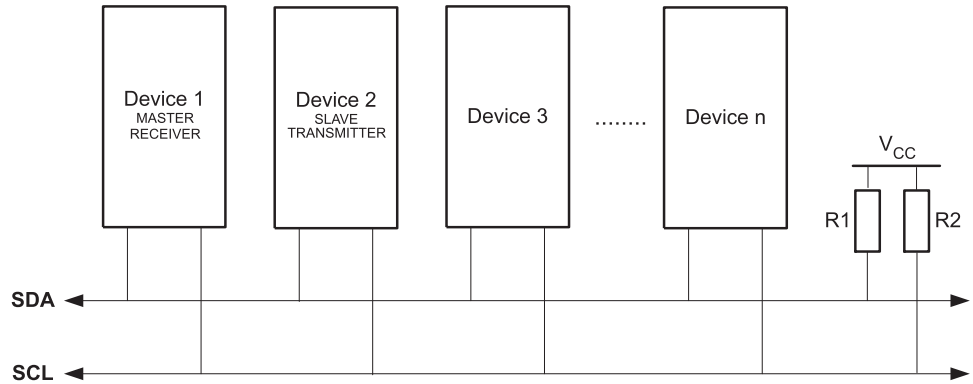 Device 1
MASTER
RECEIVER
Device 2
SLAVE
TRANSMITTER
Device 3
........
Device n
VCC
R1
R2
SDA
SCL